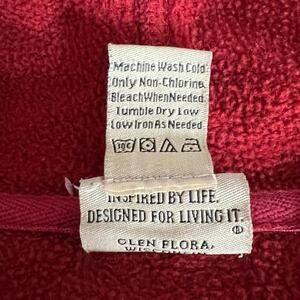 Machine Wash Cold
Only Non-Chlorine
Bleach When Needed
Tumble Dry Low
Low Iron As Needed
INSPIRED BY LIFE.
DESIGNED FOR LIVING IT.
GLEN FLORA,
WISCONSIN